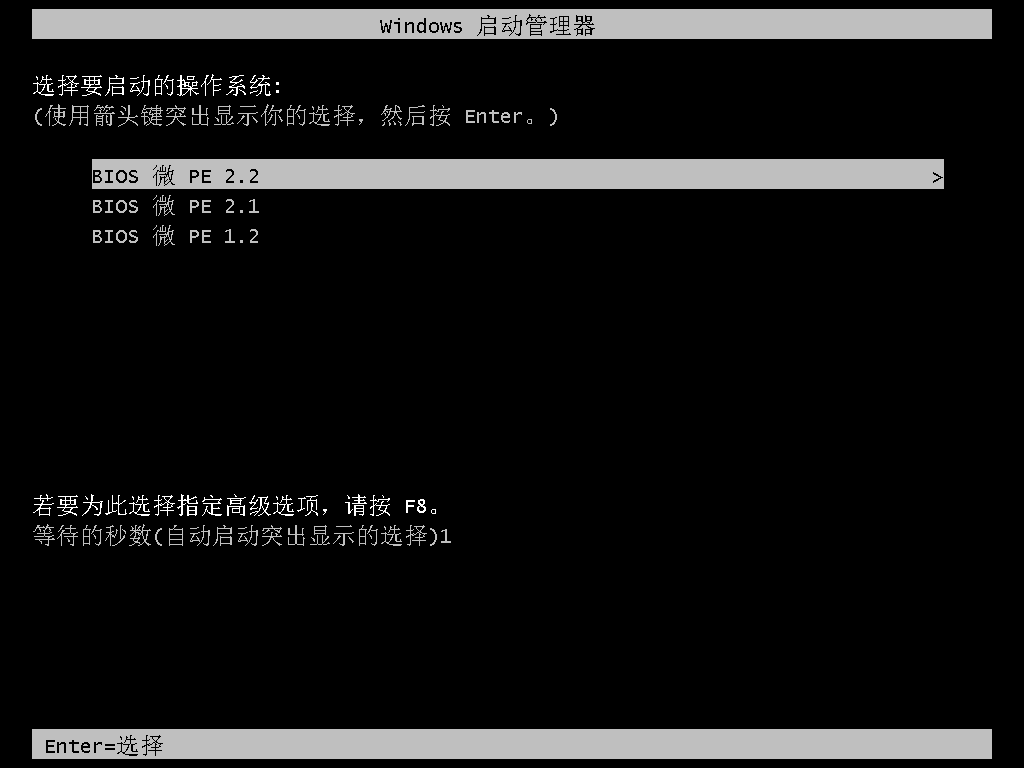 Windows 启动管理器
选择要启动的操作系统:
(使用箭头键突出显示你的选择，然后按 Enter。)
BIOS 微 PE 2.2 >
BIOS 微 PE 2.1
BIOS 微 PE 1.2
若要为此选择指定高级选项，请按 F8。
等待的秒数(自动启动突出显示的选择)1
Enter=选择